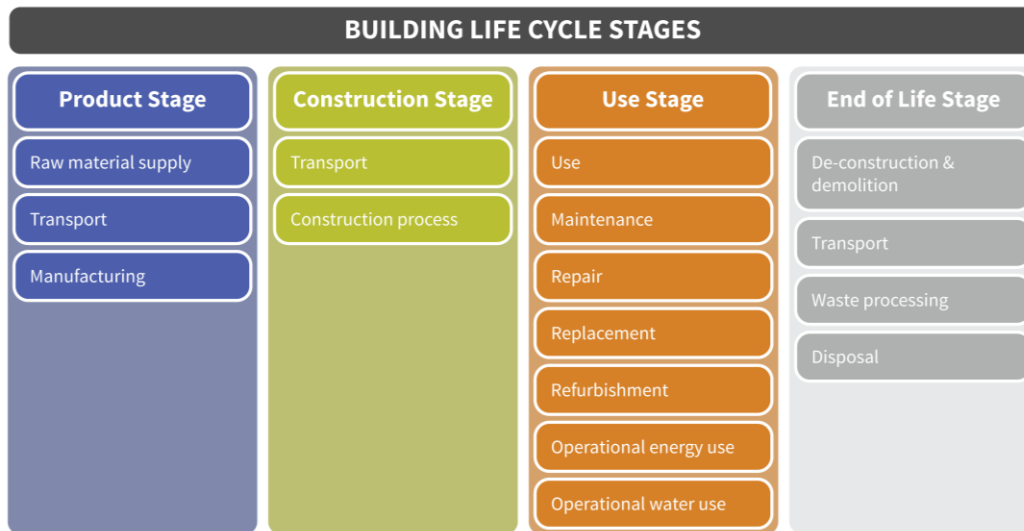 BUILDING LIFE CYCLE STAGES
Product Stage
Raw material supply
Transport
Manufacturing
Construction Stage
Transport
Construction process
Use Stage
Use
Maintenance
Repair
Replacement
Refurbishment
Operational energy use
Operational water use
End of Life Stage
De-construction &
demolition
Transport
Waste processing
Disposal